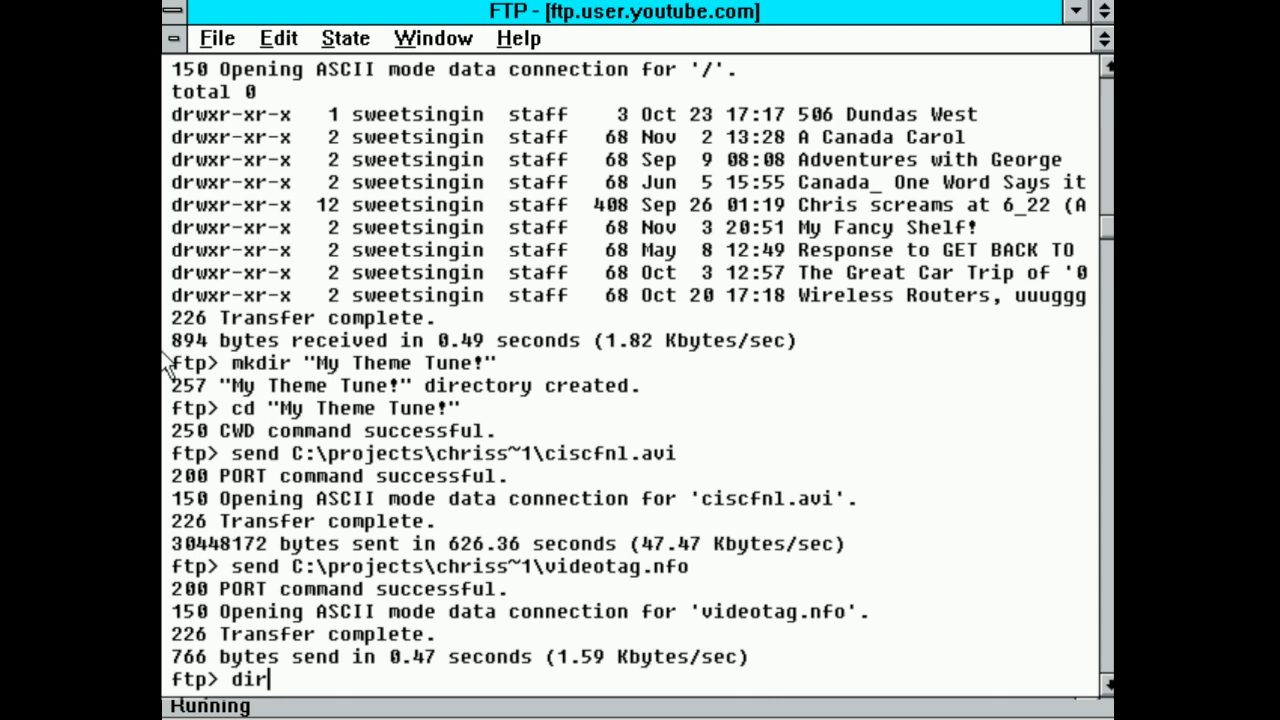 FTP - [ftp.user.youtube.com]
File Edit State Window Help
150 Opening ASCII mode data connection for '/'.
total 0
drwxr-xr-x 1 sweetsingin staff 3 Oct 23 17:17 506 Dundas West
drwxr-xr-x 2 sweetsingin staff 68 Nov 2 13:28 A Canada Carol
drwxr-xr-x 2 sweetsingin staff 68 Sep 9 08:08 Adventures with George
drwxr-xr-x 2 sweetsingin staff 68 Jun 5 15:55 Canada_ One Word Says it
drwxr-xr-x 12 sweetsingin staff 408 Sep 26 01:19 Chris screams at 6_22 (A
drwxr-xr-x 2 sweetsingin staff 68 Nov 3 20:51 My Fancy Shelf!
drwxr-xr-x 2 sweetsingin staff 68 May 8 12:49 Response to GET BACK TO
drwxr-xr-x 2 sweetsingin staff 68 Oct 3 12:57 The Great Car Trip of '0
drwxr-xr-x 2 sweetsingin staff 68 Oct 20 17:18 Wireless Routers, uuuggg
226 Transfer complete.
894 bytes received in 0.49 seconds (1.82 Kbytes/sec)
ftp> mkdir "My Theme Tune!"
257 "My Theme Tune!" directory created.
ftp> cd "My Theme Tune!"
250 CWD command successful.
ftp> send C:\projects\chriss~1\ciscfnl.avi
200 PORT command successful.
150 Opening ASCII mode data connection for 'ciscfnl.avi'.
226 Transfer complete.
30448172 bytes sent in 626.36 seconds (47.47 Kbytes/sec)
ftp> send C:\projects\chriss~1\videotag.nfo
200 PORT command successful.
150 Opening ASCII mode data connection for 'videotag.nfo'.
226 Transfer complete.
766 bytes send in 0.47 seconds (1.59 Kbytes/sec)
ftp> dir
Running